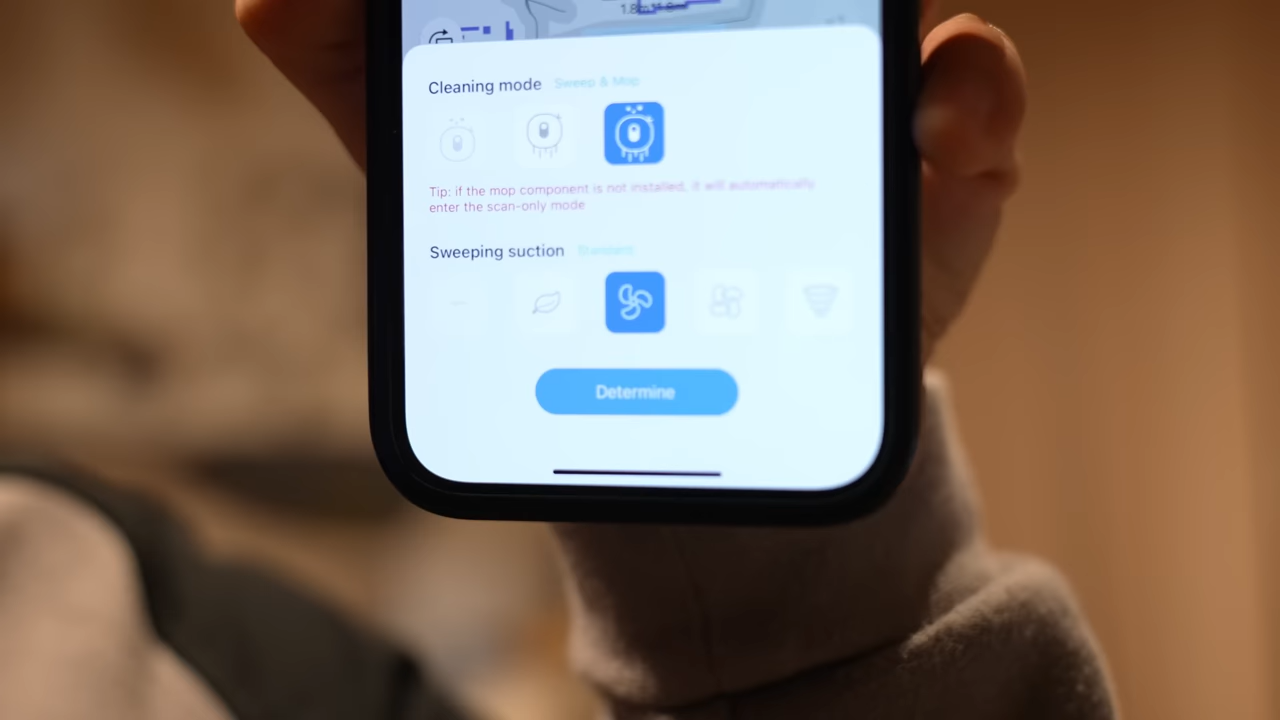 Cleaning mode Sweep & Mop
Tip: if the mop component is not installed, it will automatically
enter the scan-only mode
Sweeping suction Standard
Determine